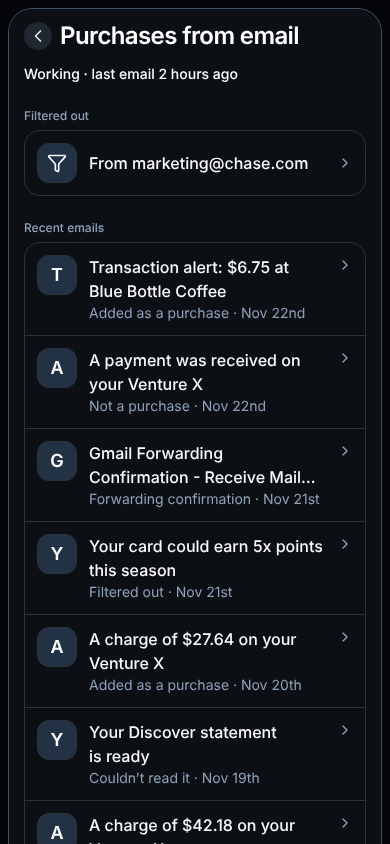 Purchases from email
Working · last email 2 hours ago
Filtered out
From marketing@chase.com
Recent emails
T
Transaction alert: $6.75 at
Blue Bottle Coffee
Added as a purchase · Nov 22nd
A
A payment was received on
your Venture X
Not a purchase · Nov 22nd
G
Gmail Forwarding
Confirmation - Receive Mail...
Forwarding confirmation · Nov 21st
Y
Your card could earn 5x points
this season
Filtered out · Nov 21st
A
A charge of $27.64 on your
Venture X
Added as a purchase · Nov 20th
Y
Your Discover statement
is ready
Couldn’t read it · Nov 19th
A
A charge of $42.18 on your